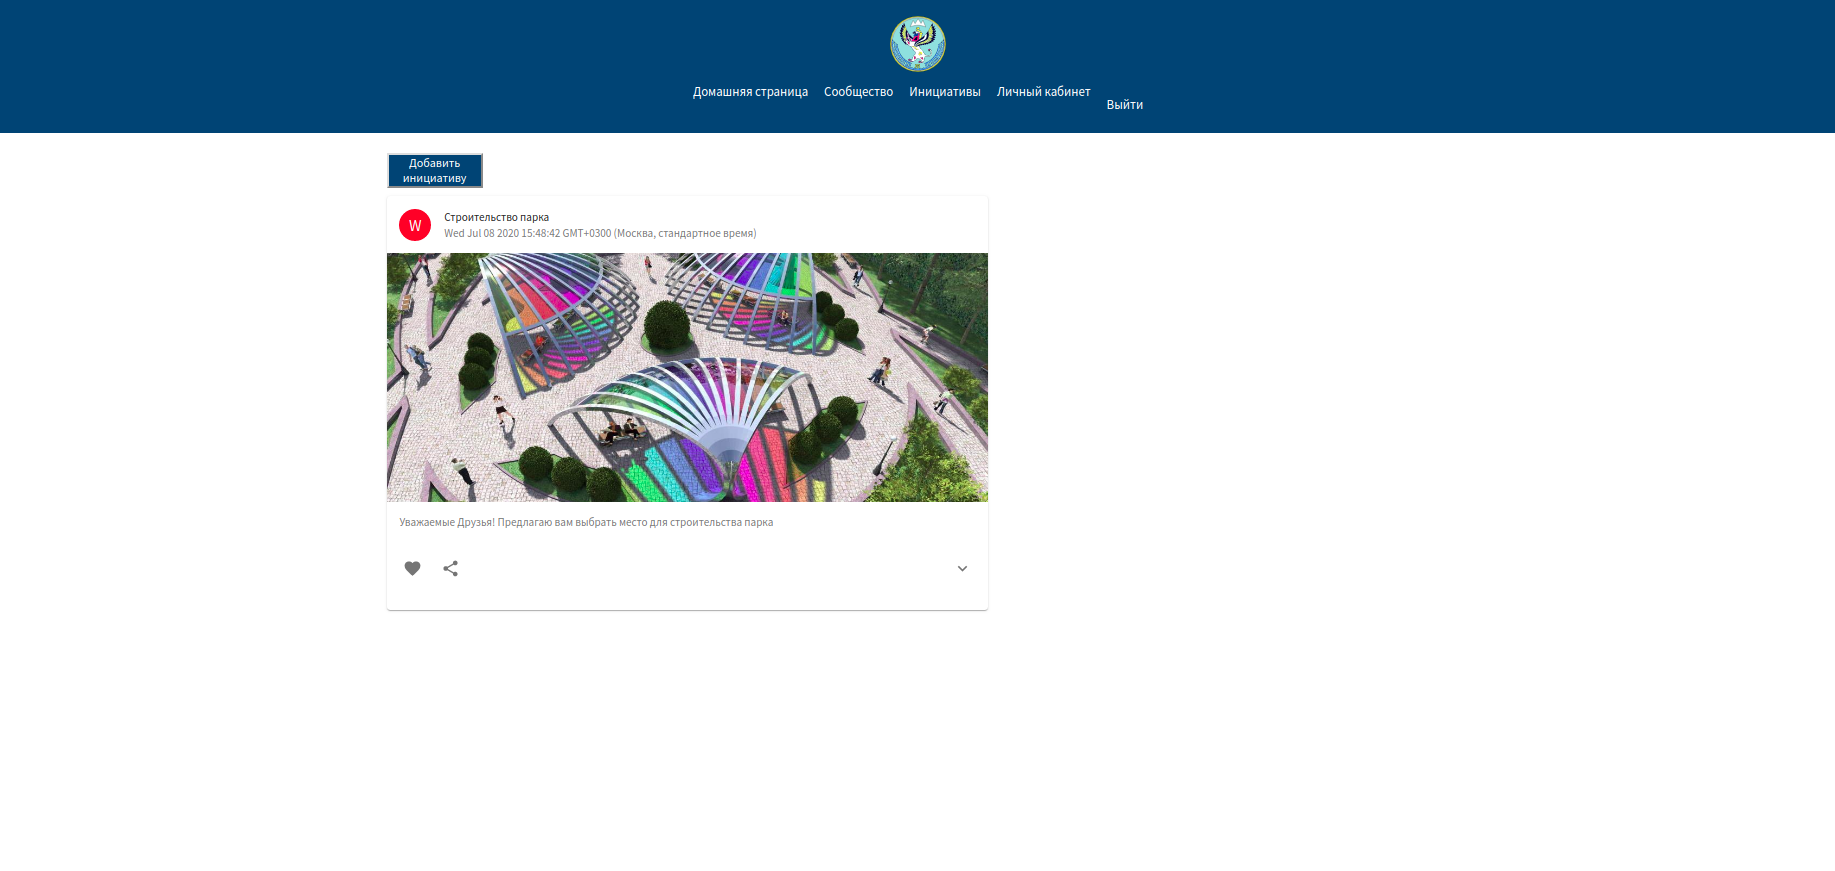 Домашняя страница Сообщество Инициативы Личный кабинет
Выйти
Добавить
инициативу
W
Строительство парка
Wed Jul 08 2020 15:48:42 GMT+0300 (Москва, стандартное время)
Уважаемые Друзья! Предлагаю вам выбрать место для строительства парка